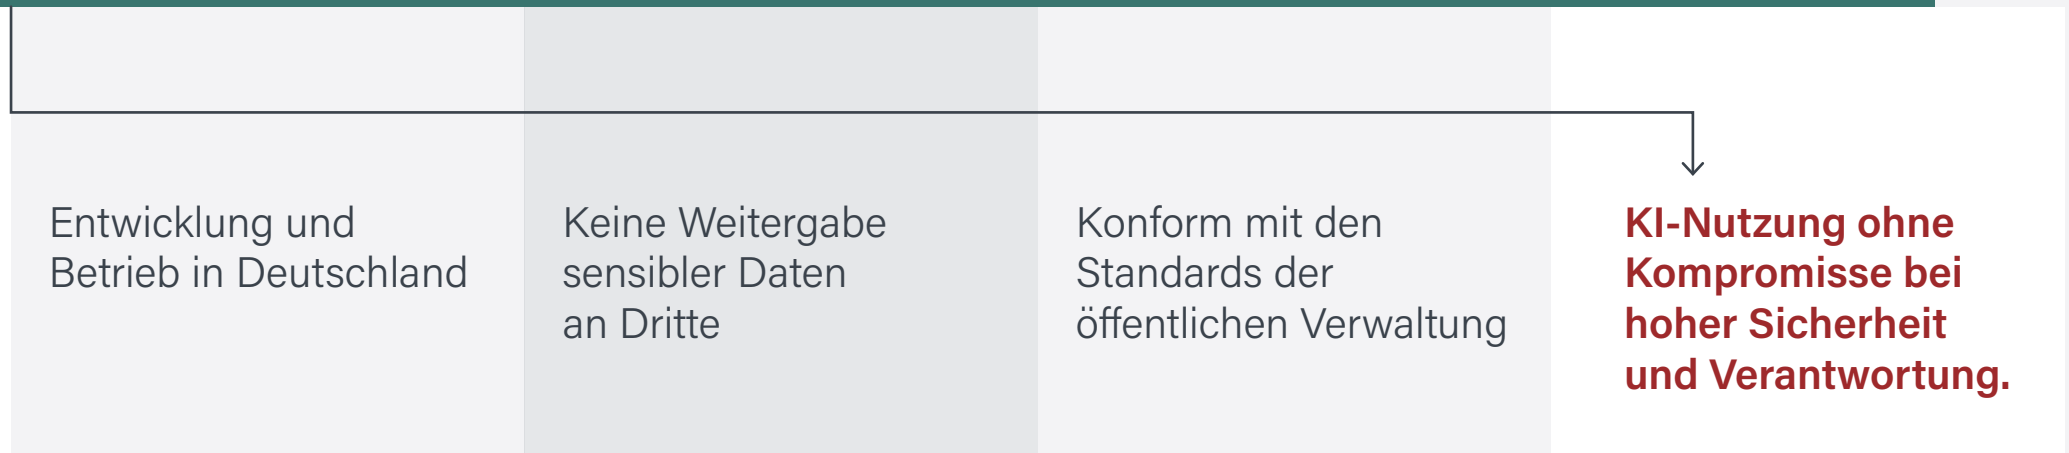 Entwicklung und
Betrieb in Deutschland
Keine Weitergabe
sensibler Daten
an Dritte
Konform mit den
Standards der
öffentlichen Verwaltung
KI-Nutzung ohne
Kompromisse bei
hoher Sicherheit
und Verantwortung.